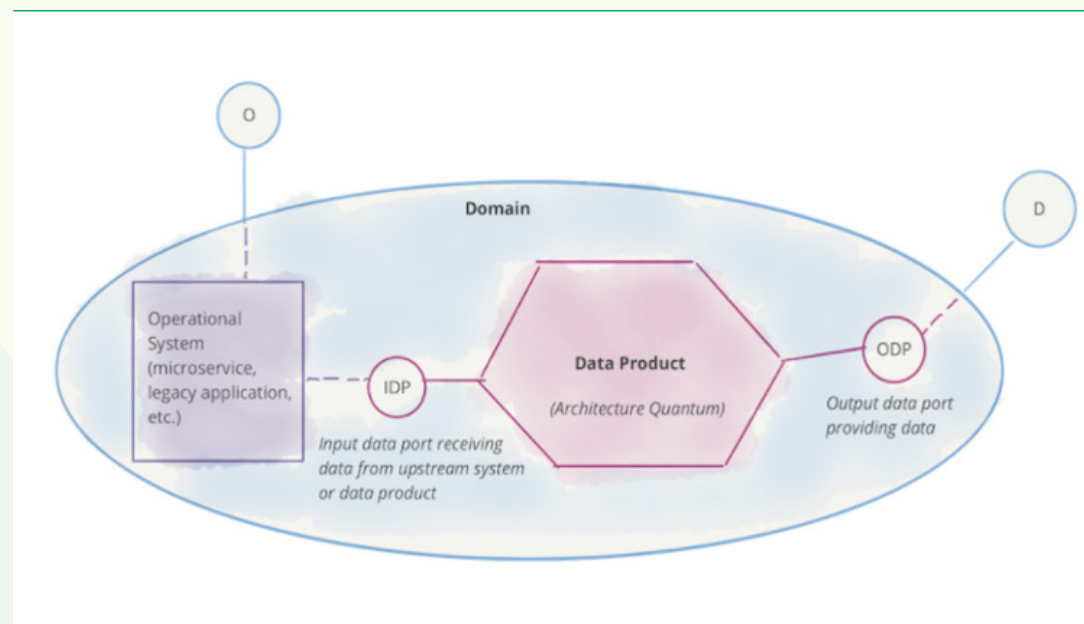 O
D
Domain
Operational
System
(microservice,
legacy application,
etc.)
IDP
Input data port receiving
data from upstream system
or data product
Data Product
(Architecture Quantum)
ODP
Output data port
providing data